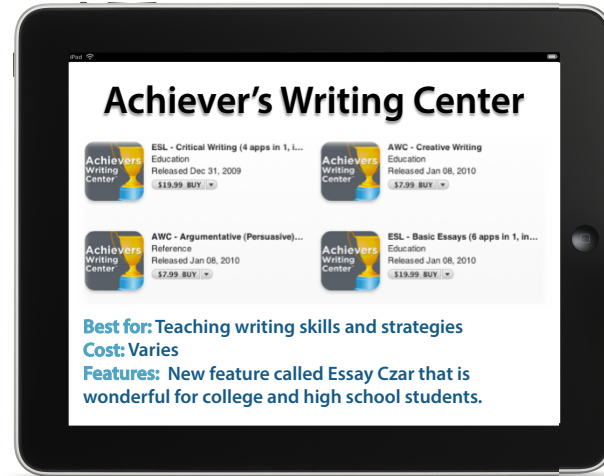 iPad
Achiever's Writing Center
Achievers
Writing
Center
ESL - Critical Writing (4 apps in 1, i...
Education
Released Dec 31, 2009
$19.99 BUY
Achievers
Writing
Center
AWC - Creative Writing
Education
Released Jan 08, 2010
$7.99 BUY
Achievers
Writing
Center
AWC - Argumentative (Persuasive)...
Reference
Released Jan 08, 2010
$7.99 BUY
Achievers
Writing
Center
ESL - Basic Essays (6 apps in 1, in...
Education
Released Jan 08, 2010
$19.99 BUY
Best for: Teaching writing skills and strategies
Cost: Varies
Features: New feature called Essay Czar that is
wonderful for college and high school students.